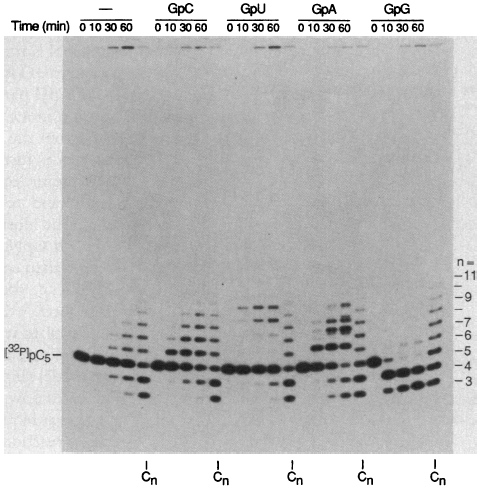 — GpC GpU GpA GpG
Time (min) 0 10 30 60 0 10 30 60 0 10 30 60 0 10 30 60 0 10 30 60
n =
11
9
7
6
[32P]pC5 5
4
3
Cn Cn Cn Cn Cn